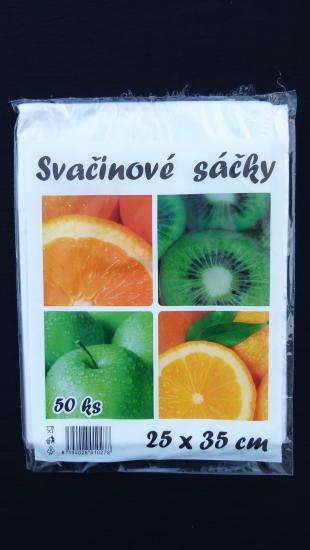 Svačinové sáčky
50 ks
25 x 35 cm